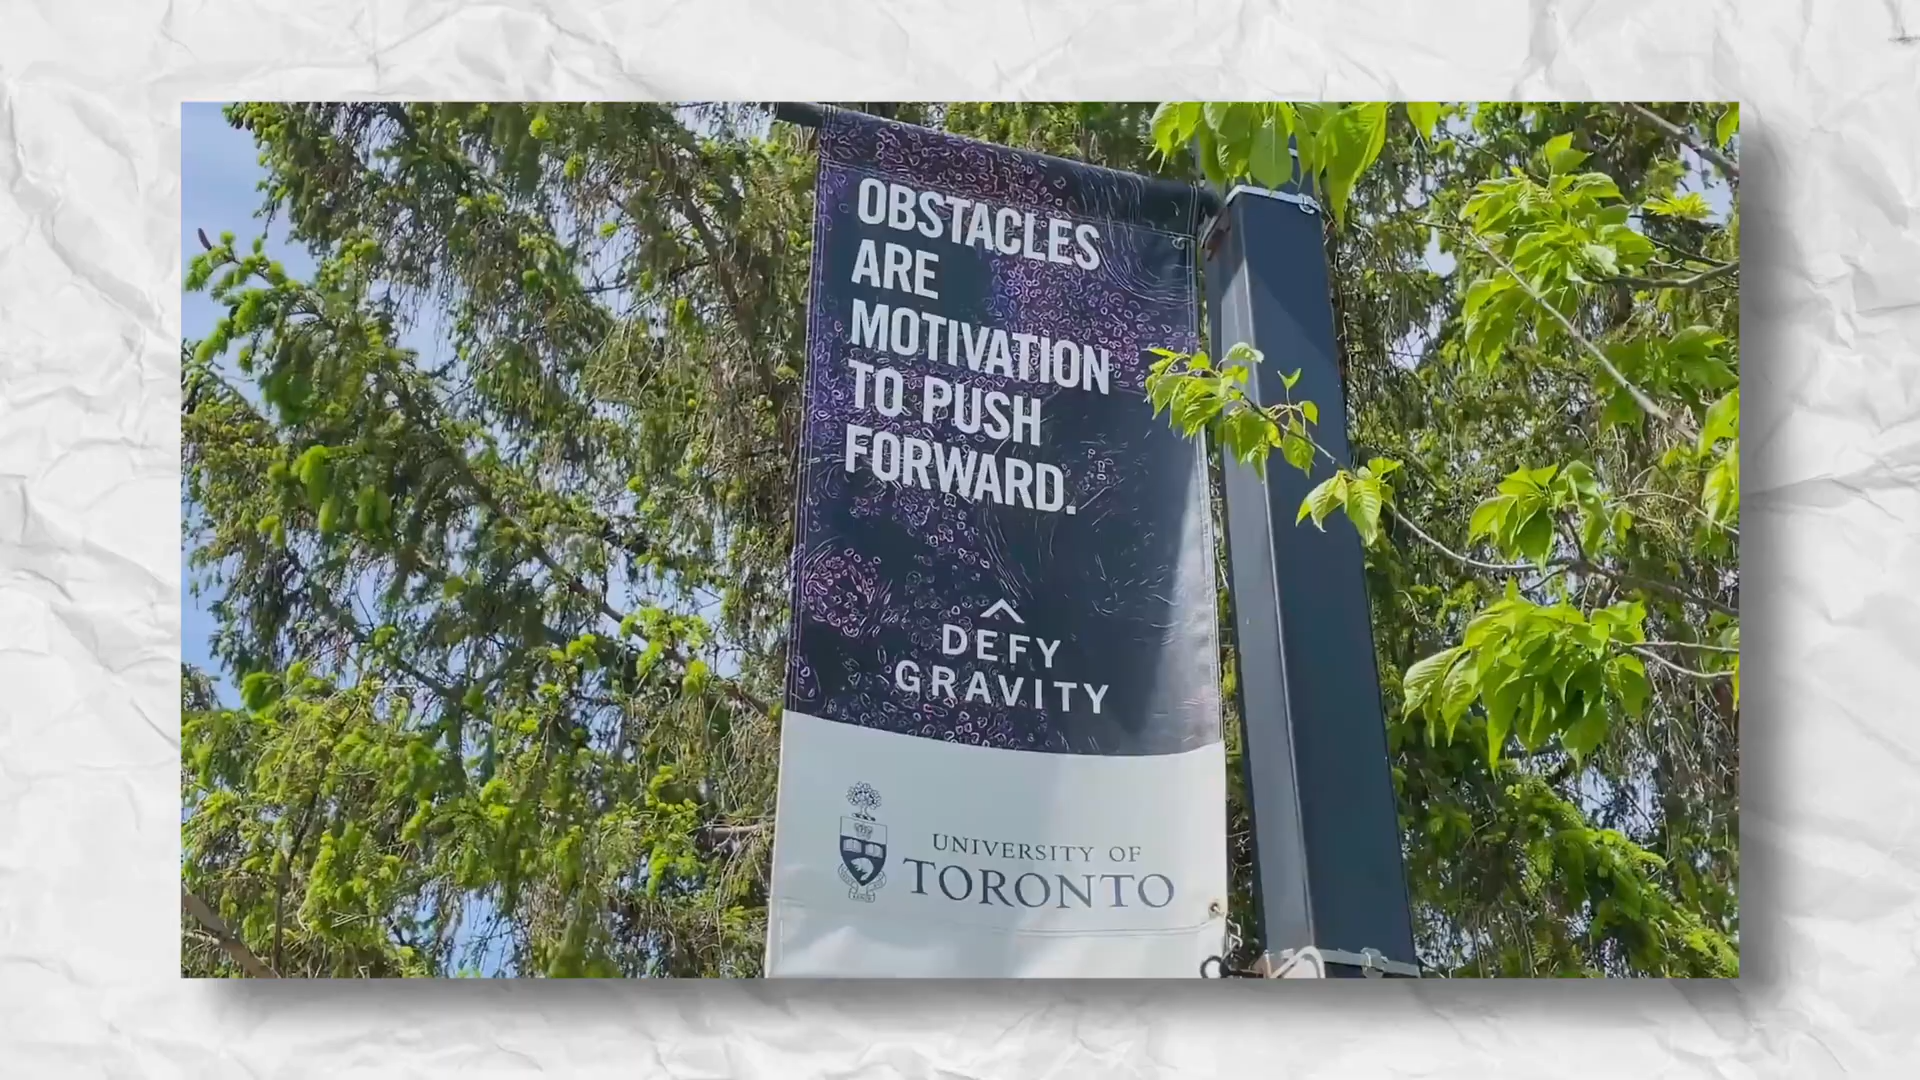 OBSTACLES
ARE
MOTIVATION
TO PUSH
FORWARD.
DEFY
GRAVITY
UNIVERSITY OF
TORONTO